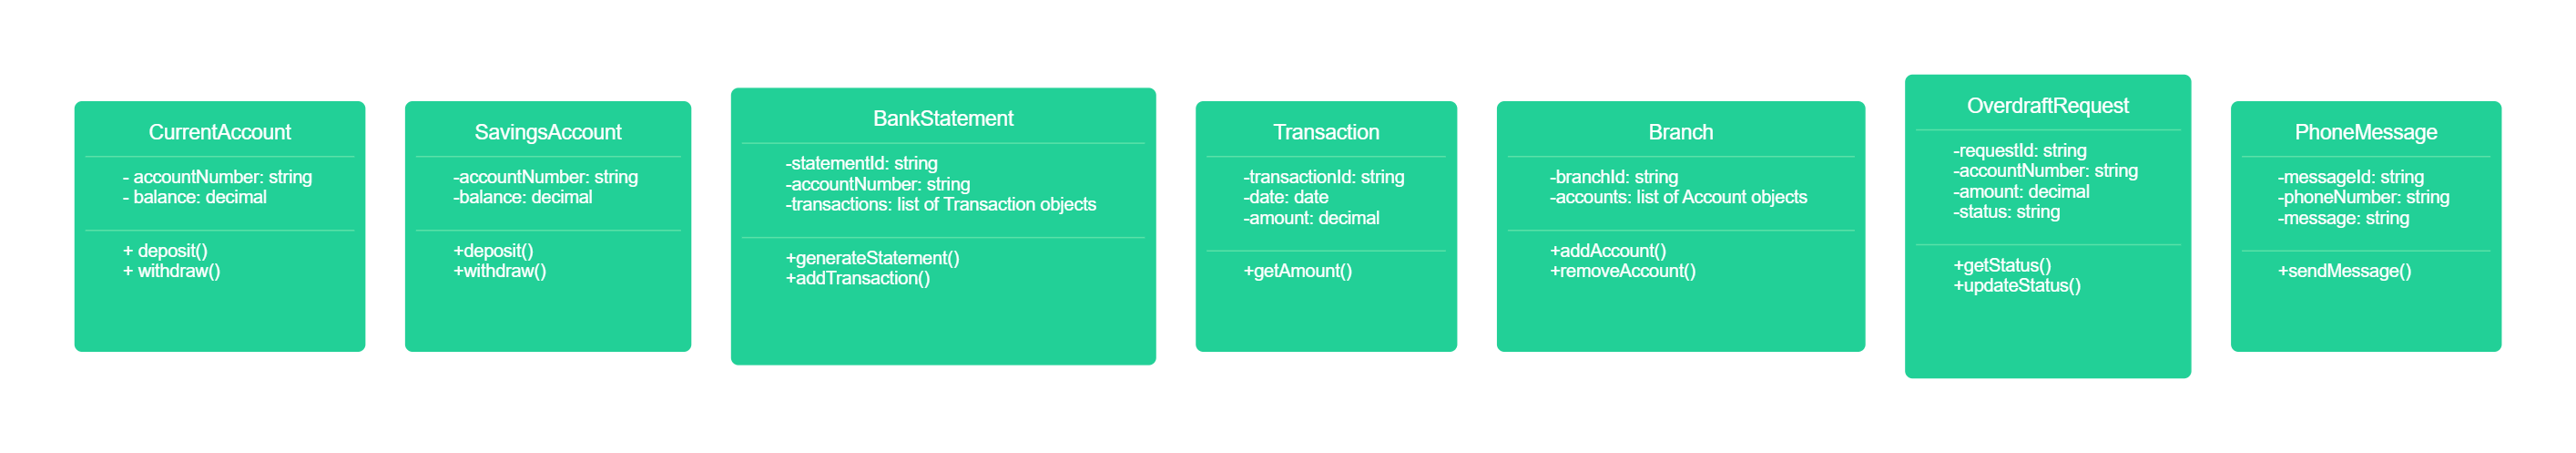 CurrentAccount
- accountNumber: string
- balance: decimal
+ deposit()
+ withdraw()
SavingsAccount
-accountNumber: string
-balance: decimal
+deposit()
+withdraw()
BankStatement
-statementId: string
-accountNumber: string
-transactions: list of Transaction objects
+generateStatement()
+addTransaction()
Transaction
-transactionId: string
-date: date
-amount: decimal
+getAmount()
Branch
-branchId: string
-accounts: list of Account objects
+addAccount()
+removeAccount()
OverdraftRequest
-requestId: string
-accountNumber: string
-amount: decimal
-status: string
+getStatus()
+updateStatus()
PhoneMessage
-messageId: string
-phoneNumber: string
-message: string
+sendMessage()